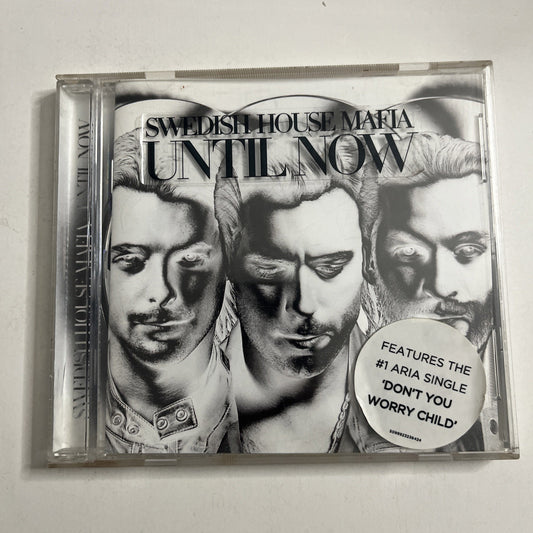 SWEDISH HOUSE MAFIA
UNTIL NOW
SWEDISH HOUSE MAFIA UNTIL NOW
FEATURES THE
#1 ARIA SINGLE
'DON'T YOU
WORRY CHILD'